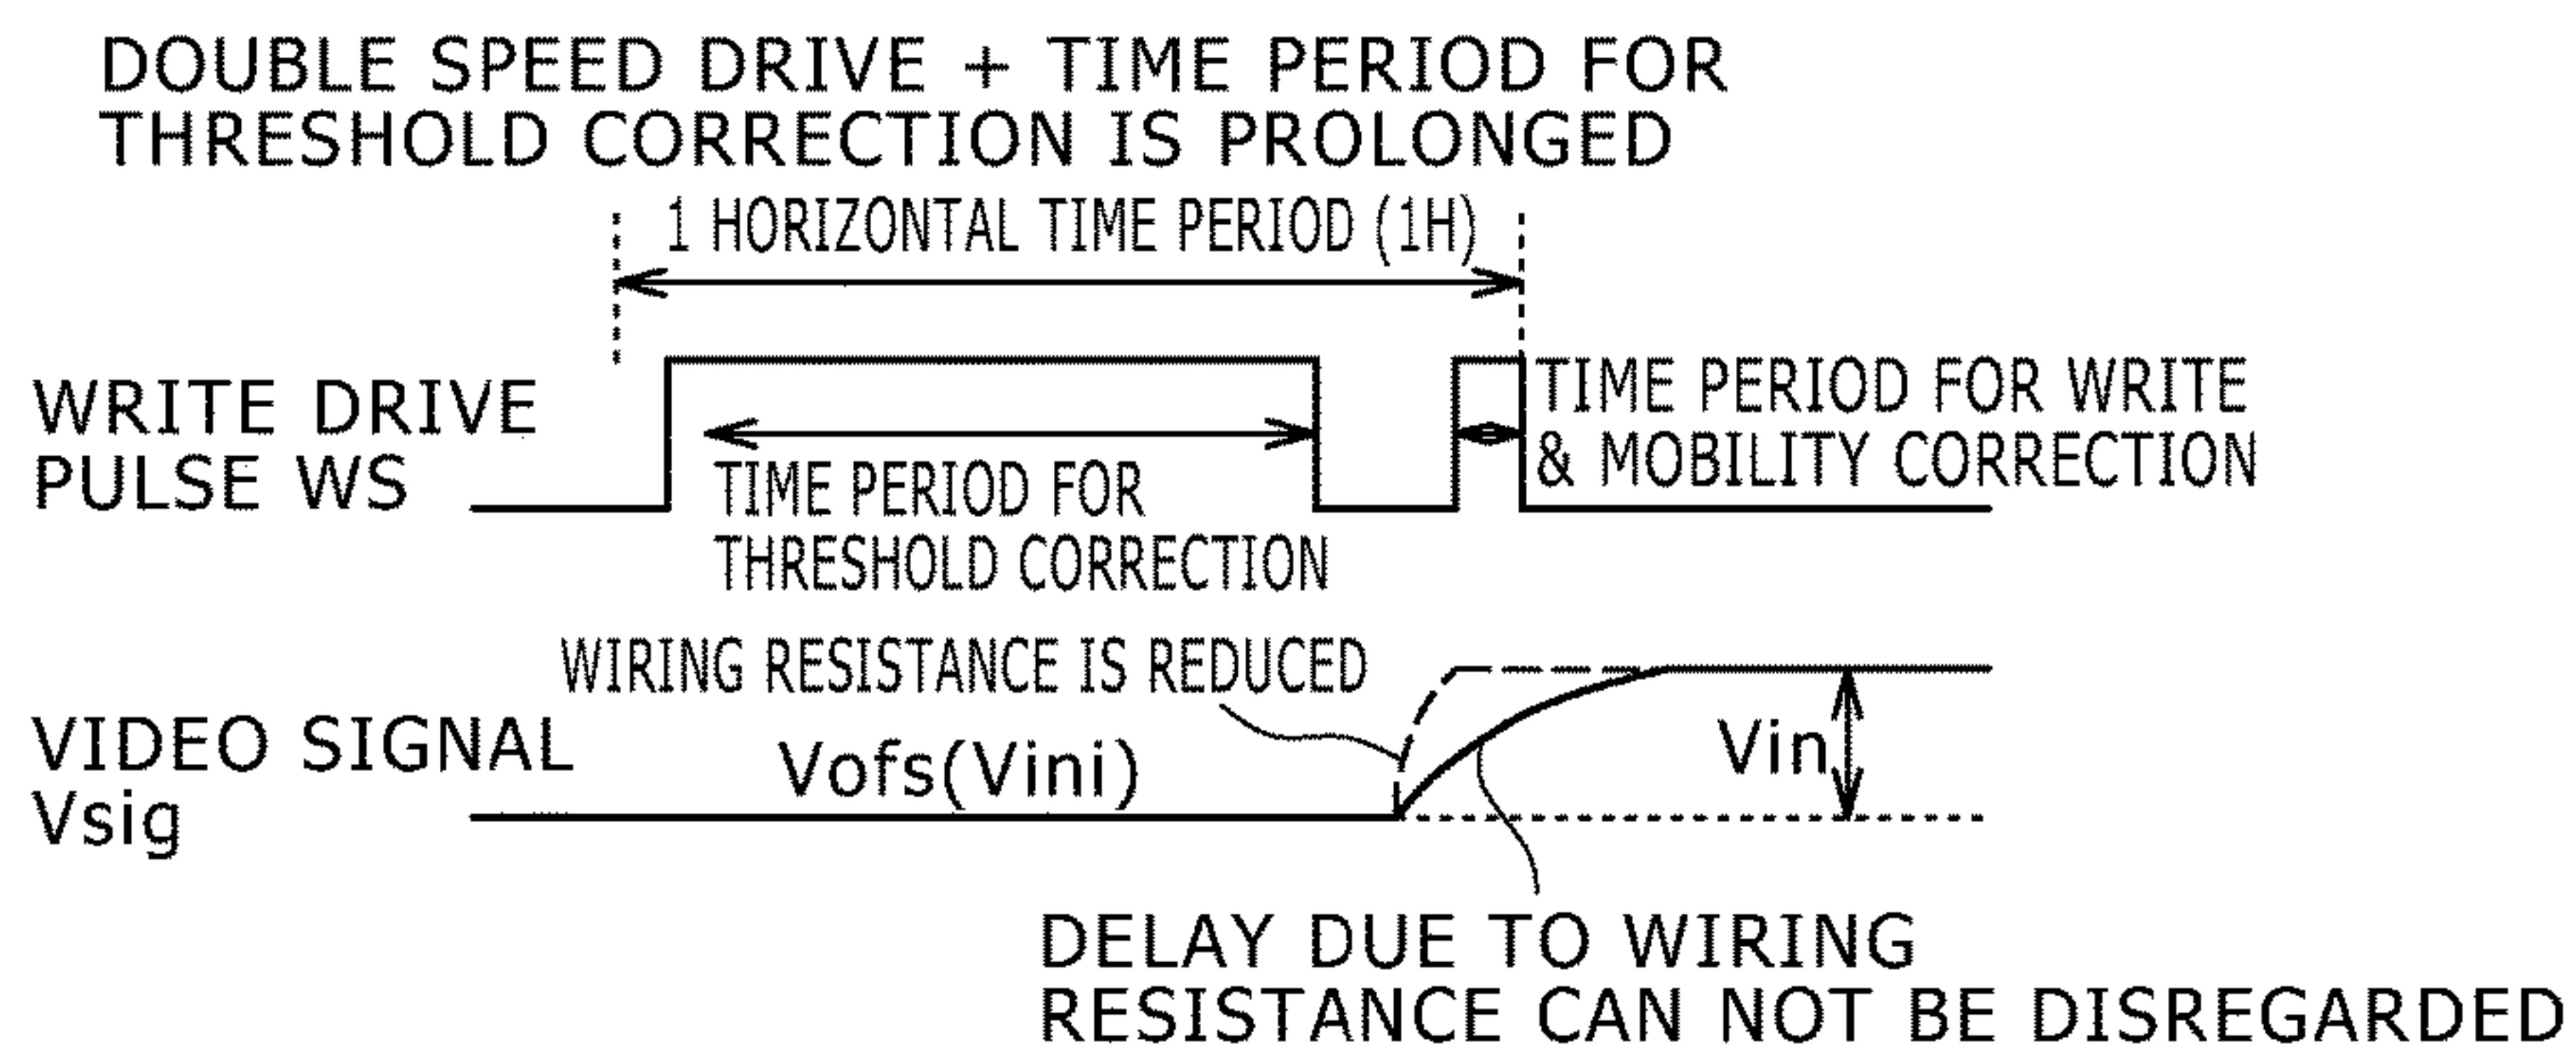 DOUBLE SPEED DRIVE + TIME PERIOD FOR
THRESHOLD CORRECTION IS PROLONGED
1 HORIZONTAL TIME PERIOD (1H)
WRITE DRIVE
PULSE WS
TIME PERIOD FOR WRITE
& MOBILITY CORRECTION
TIME PERIOD FOR
THRESHOLD CORRECTION
WIRING RESISTANCE IS REDUCED
VIDEO SIGNAL
Vsig
Vofs(Vini)
Vin
DELAY DUE TO WIRING
RESISTANCE CAN NOT BE DISREGARDED